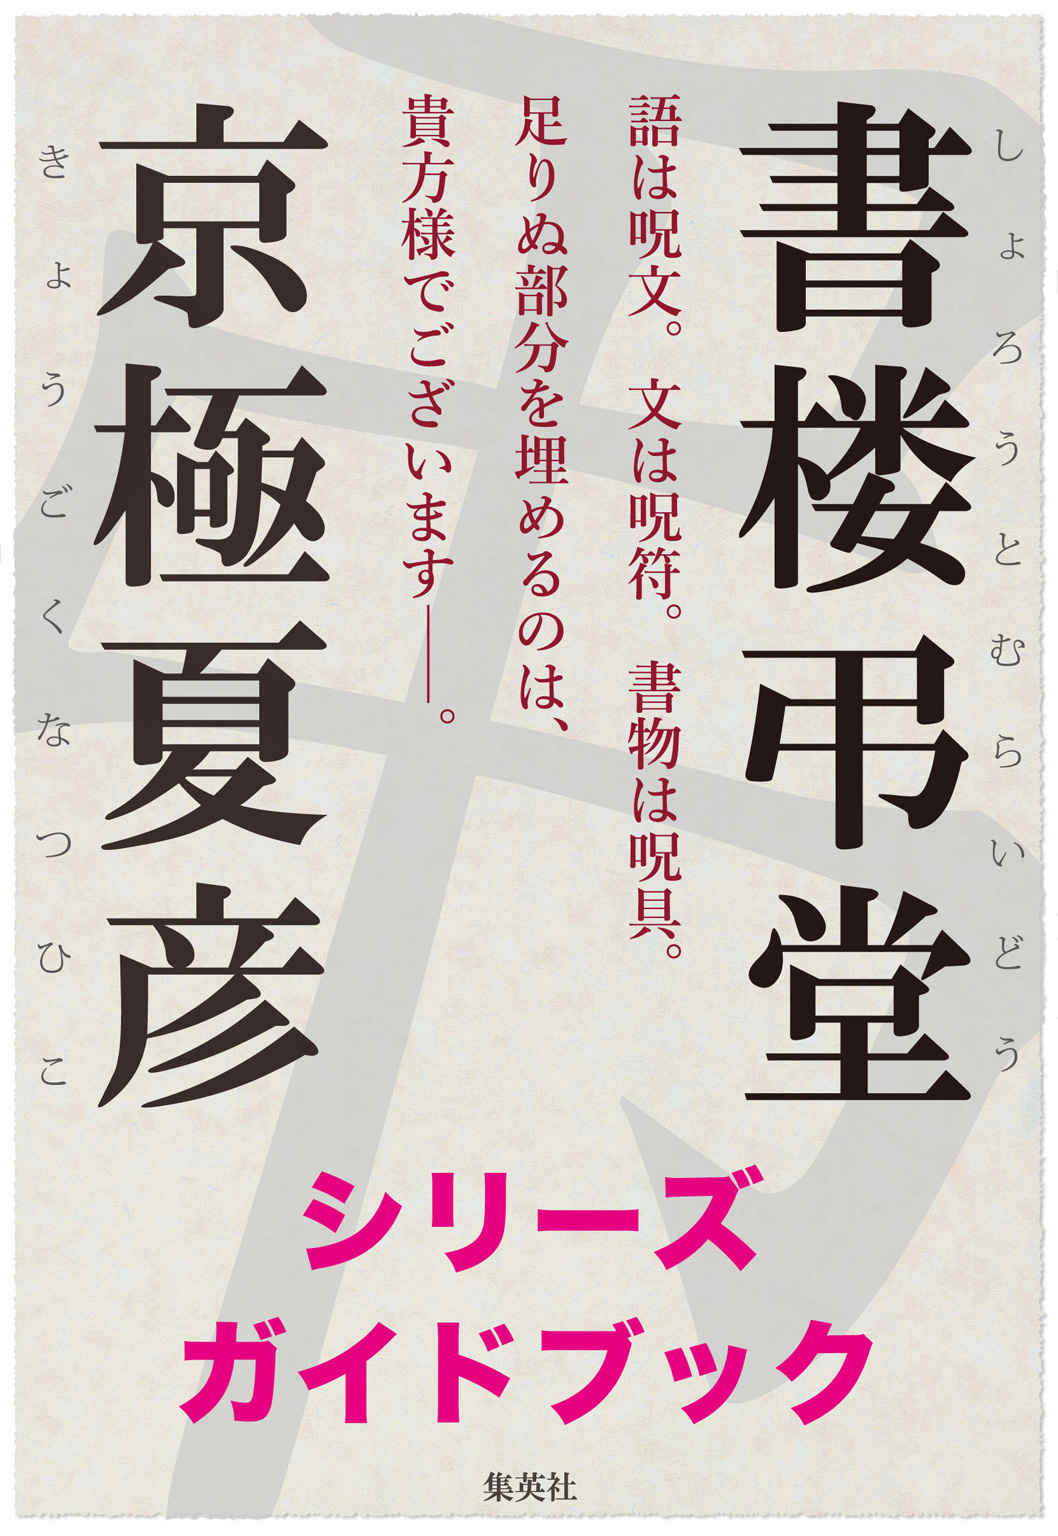 しょろうとむらいどう
書楼弔堂
語は呪文。 文は呪符。 書物は呪具。
足りぬ部分を埋めるのは、
貴方様でございます――。
京極夏彦
きょうごくなつひこ
シリーズ
ガイドブック
集英社